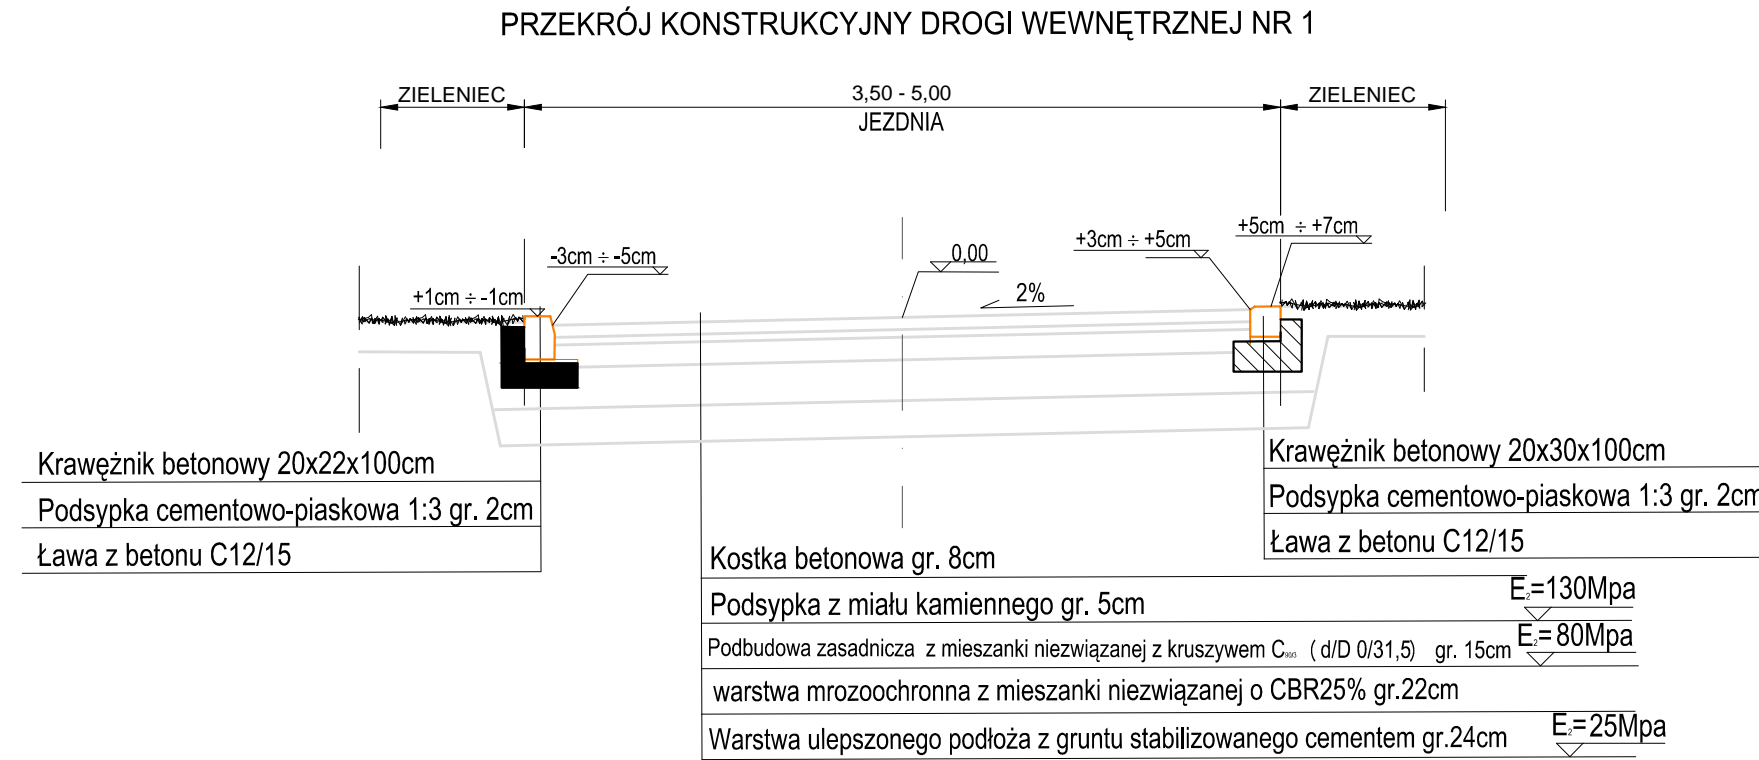 PRZEKRÓJ KONSTRUKCYJNY DROGI WEWNĘTRZNEJ NR 1
ZIELENIEC
3,50 - 5,00
ZIELENIEC
JEZDNIA
+1cm ÷ -1cm
-3cm ÷ -5cm
0,00
2%
+3cm ÷ +5cm
+5cm ÷ +7cm
Krawężnik betonowy 20x22x100cm
Podsypka cementowo-piaskowa 1:3 gr. 2cm
Ława z betonu C12/15
Krawężnik betonowy 20x30x100cm
Podsypka cementowo-piaskowa 1:3 gr. 2cm
Ława z betonu C12/15
Kostka betonowa gr. 8cm
E₂=130Mpa
Podsypka z miału kamiennego gr. 5cm
E₂=80Mpa
Podbudowa zasadnicza z mieszanki niezwiązanej z kruszywem C₉₀/₃ ( d/D 0/31,5) gr. 15cm
warstwa mrozoochronna z mieszanki niezwiązanej o CBR25% gr.22cm
Warstwa ulepszonego podłoża z gruntu stabilizowanego cementem gr.24cm
E₂=25Mpa